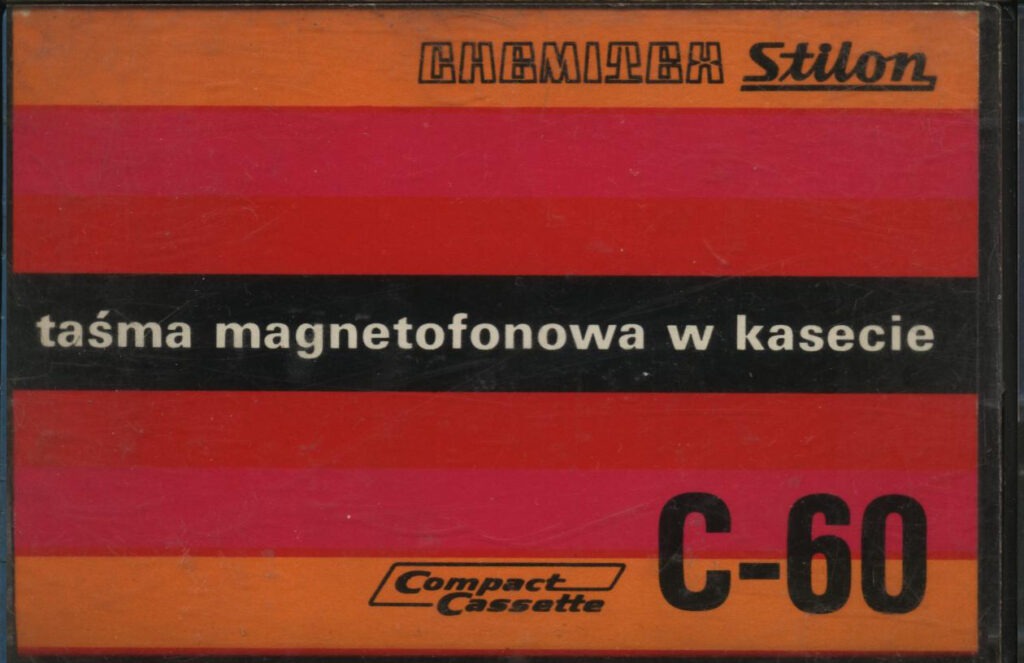 CHEMITEX Stilon
taśma magnetofonowa w kasecie
C-60
Compact
Cassette